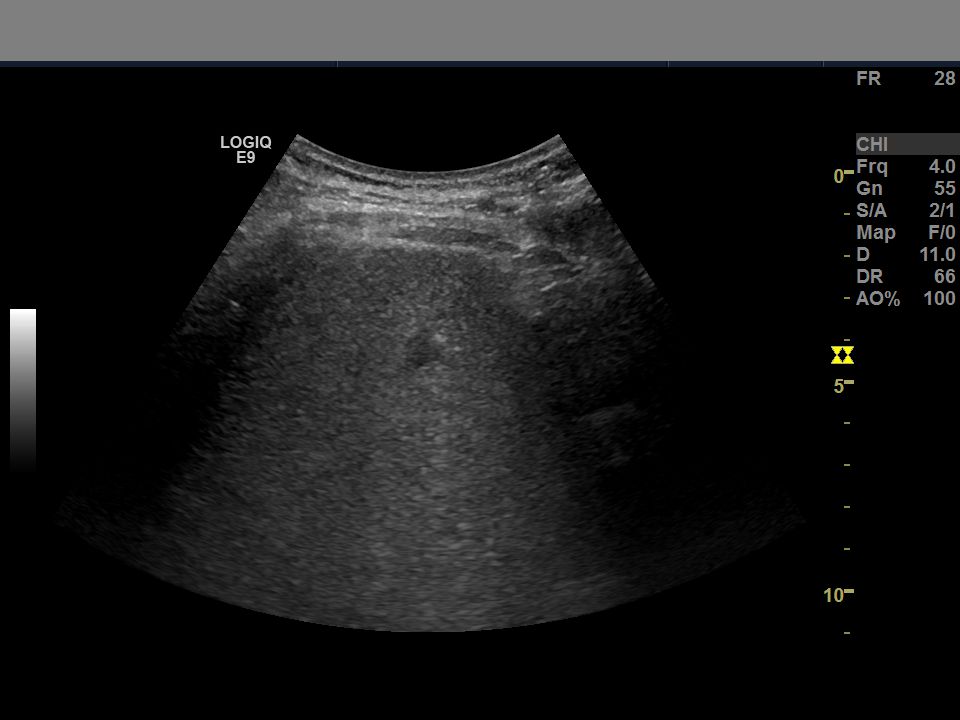 FR 28
LOGIQ
E9
CHI
Frq 4.0
Gn 55
S/A 2/1
Map F/0
D 11.0
DR 66
AO% 100
0
5
10